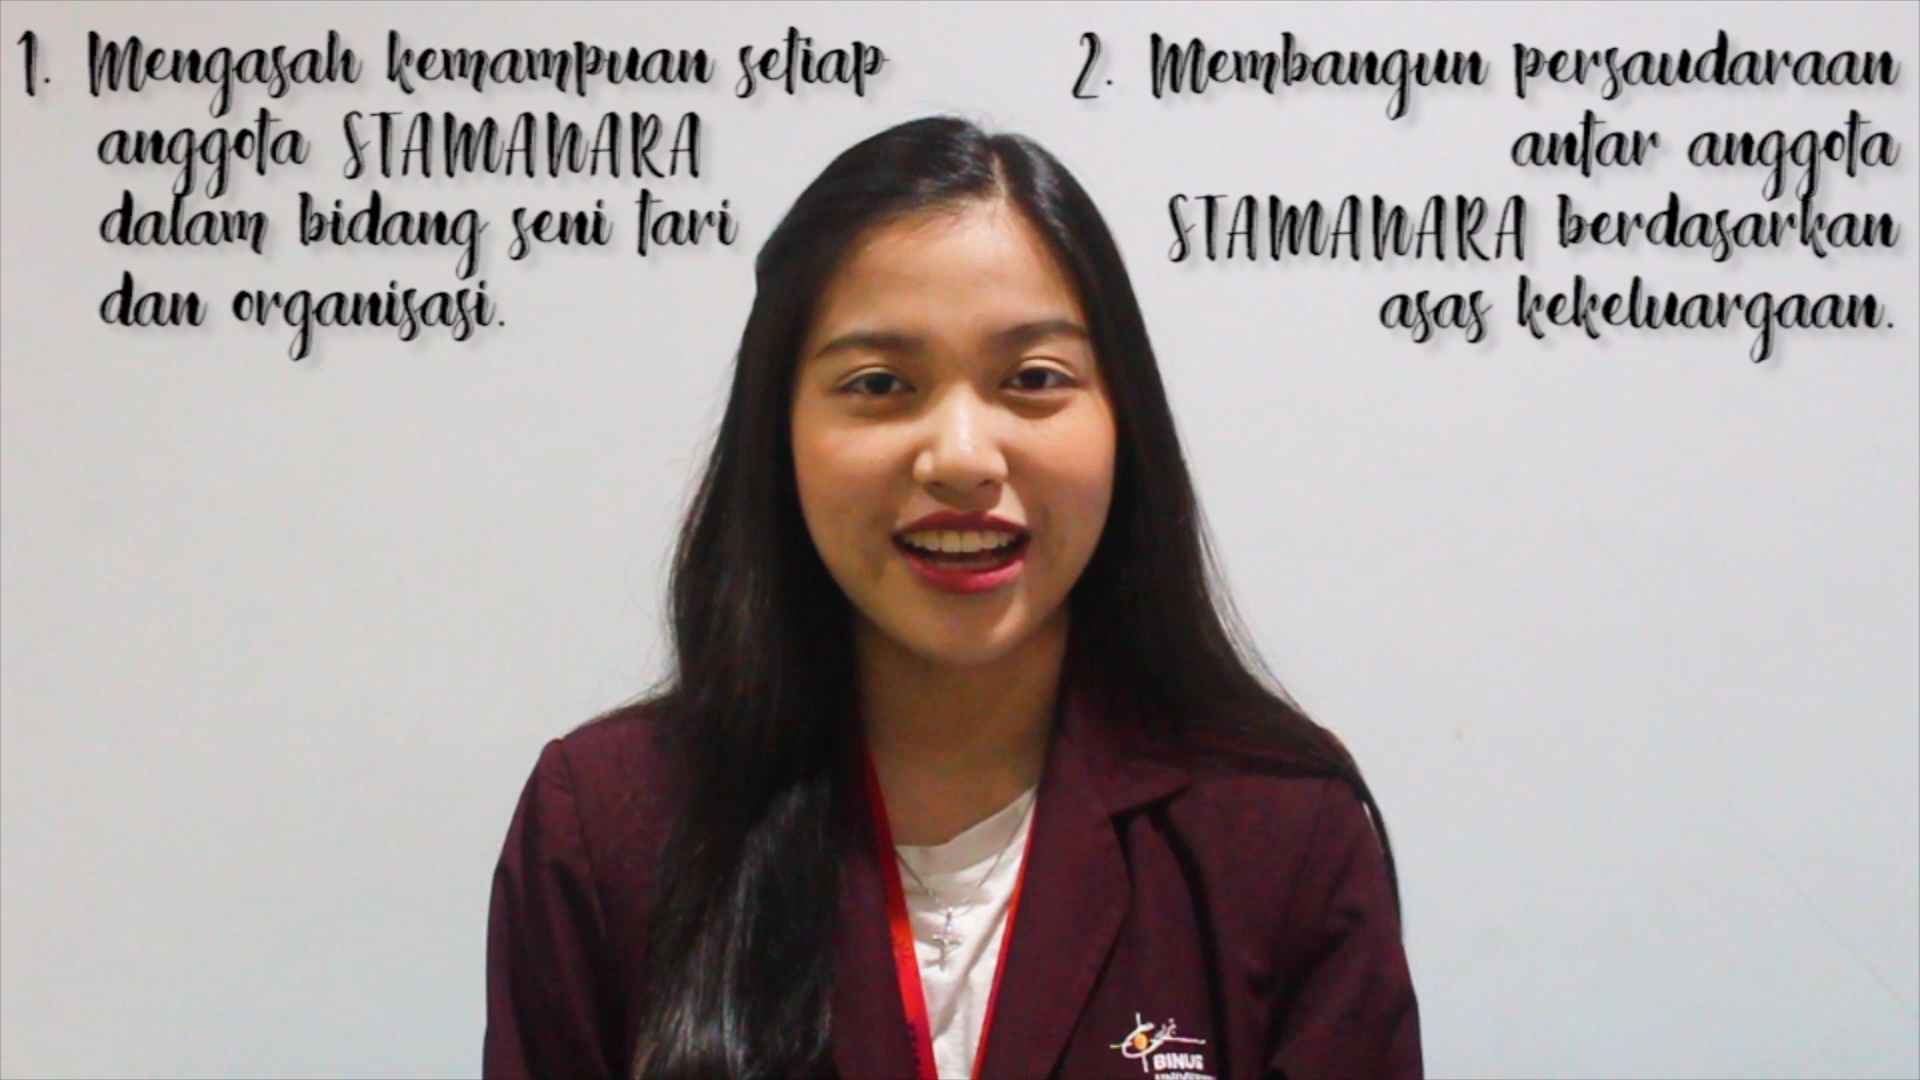 1. Mengasah kemampuan setiap
anggota STAMANARA
dalam bidang seni tari
dan organisasi.
2. Membangun persaudaraan
antar anggota
STAMANARA berdasarkan
asas kekeluargaan.
BINUS